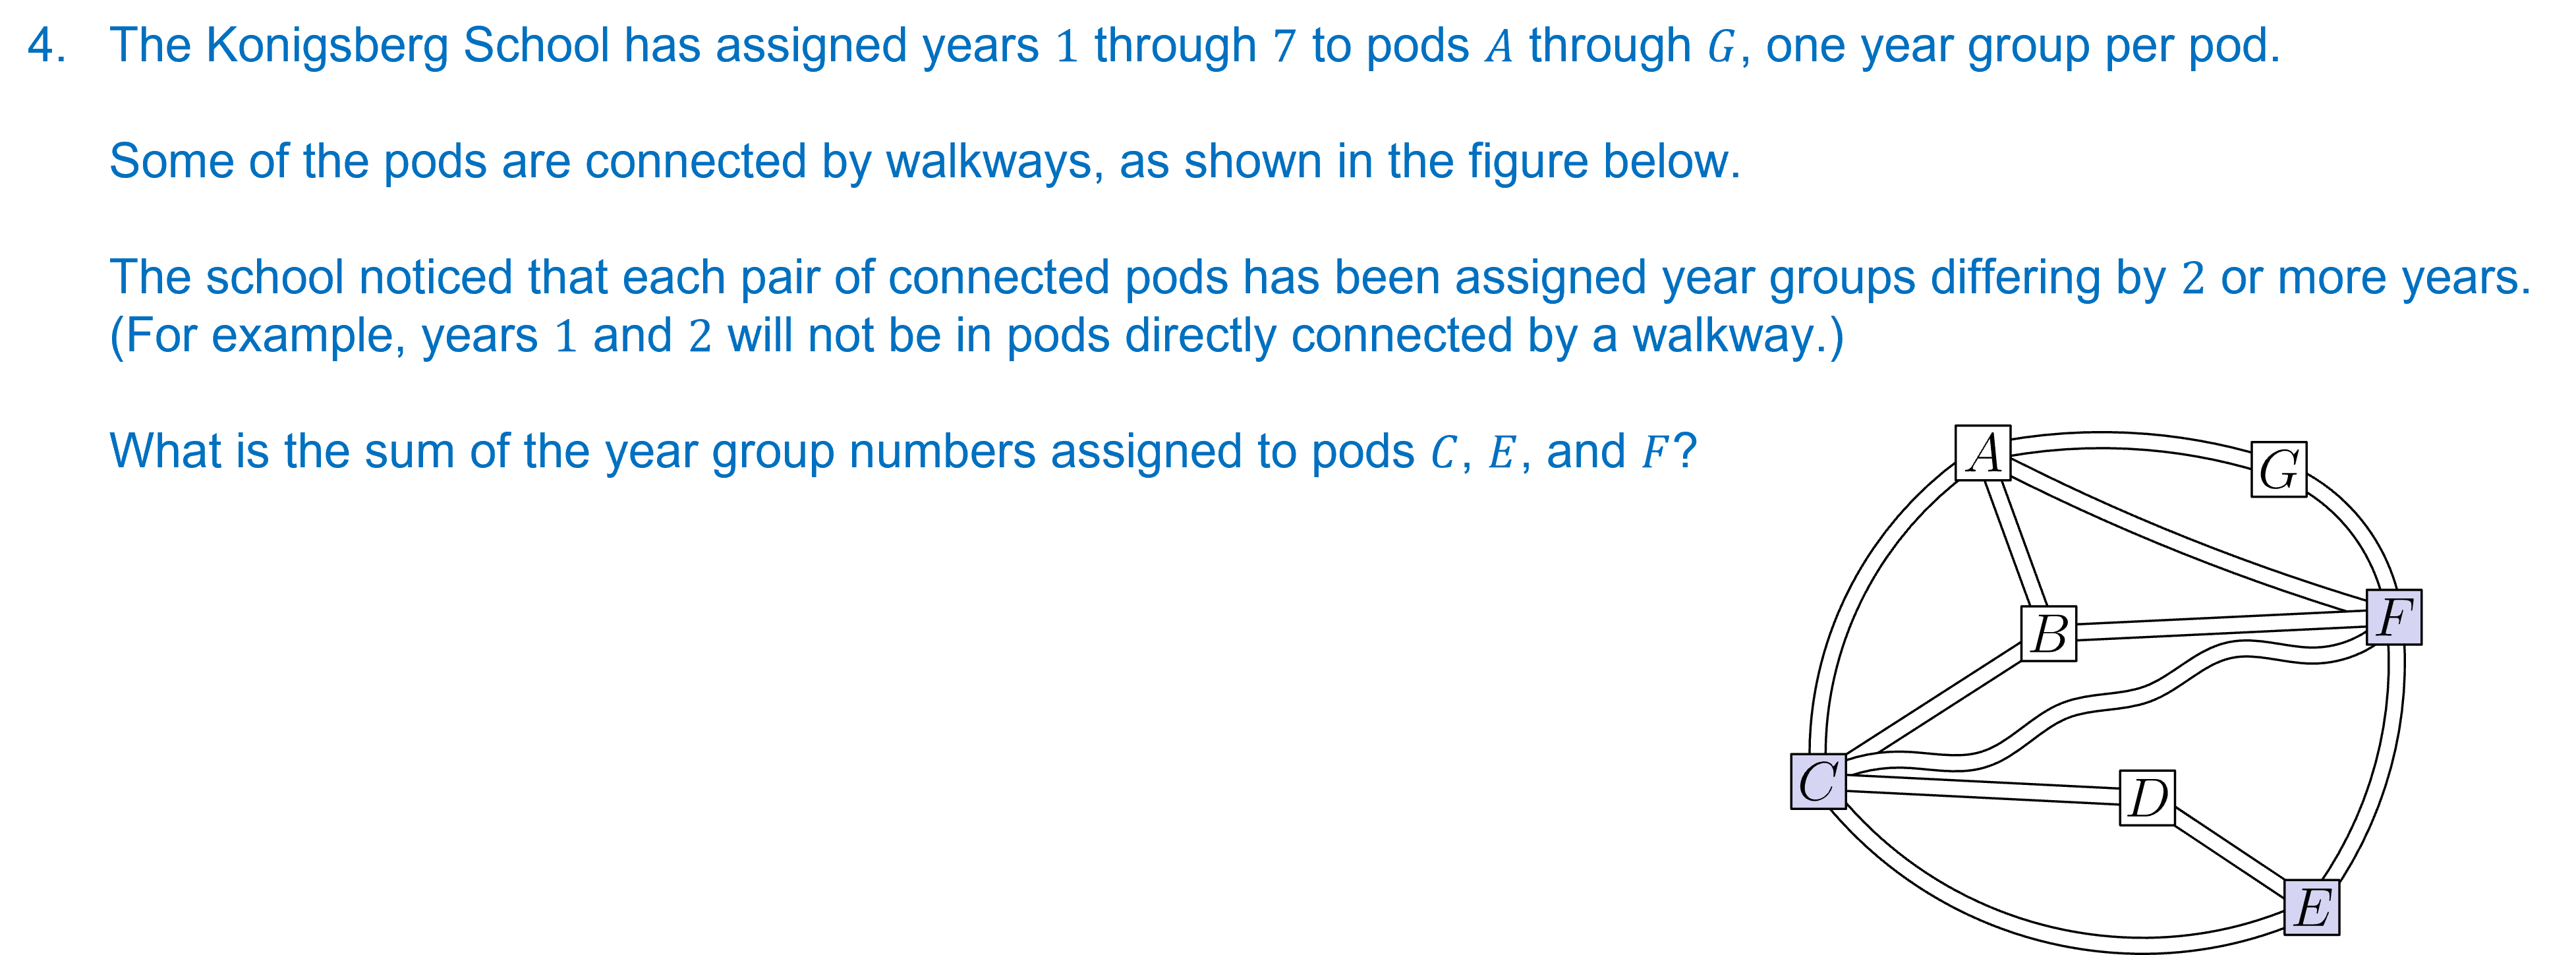 4. The Konigsberg School has assigned years 1 through 7 to pods A through G, one year group per pod.
Some of the pods are connected by walkways, as shown in the figure below.
The school noticed that each pair of connected pods has been assigned year groups differing by 2 or more years.
(For example, years 1 and 2 will not be in pods directly connected by a walkway.)
What is the sum of the year group numbers assigned to pods C, E, and F?
A
G
F
B
C
D
E